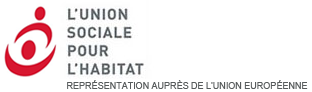 L'UNION
SOCIALE
POUR
L'HABITAT
REPRÉSENTATION AUPRÈS DE L'UNION EUROPÉENNE